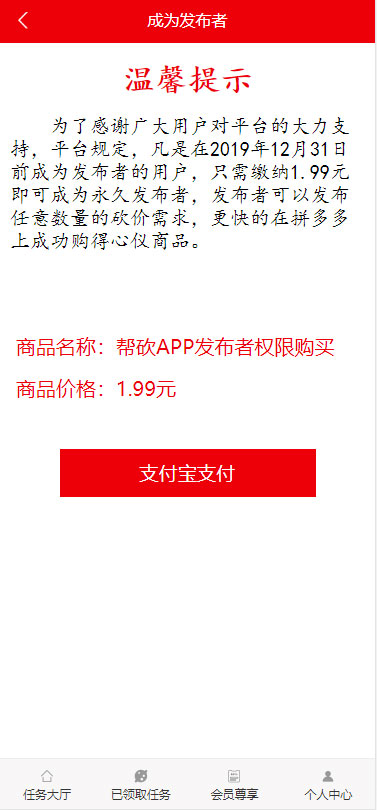 成为发布者
温馨提示
为了感谢广大用户对平台的大力支
持，平台规定，凡是在2019年12月31日
前成为发布者的用户，只需缴纳1.99元
即可成为永久发布者，发布者可以发布
任意数量的砍价需求，更快的在拼多多
上成功购得心仪商品。
商品名称：帮砍APP发布者权限购买
商品价格：1.99元
支付宝支付
任务大厅 已领取任务 会员尊享 个人中心